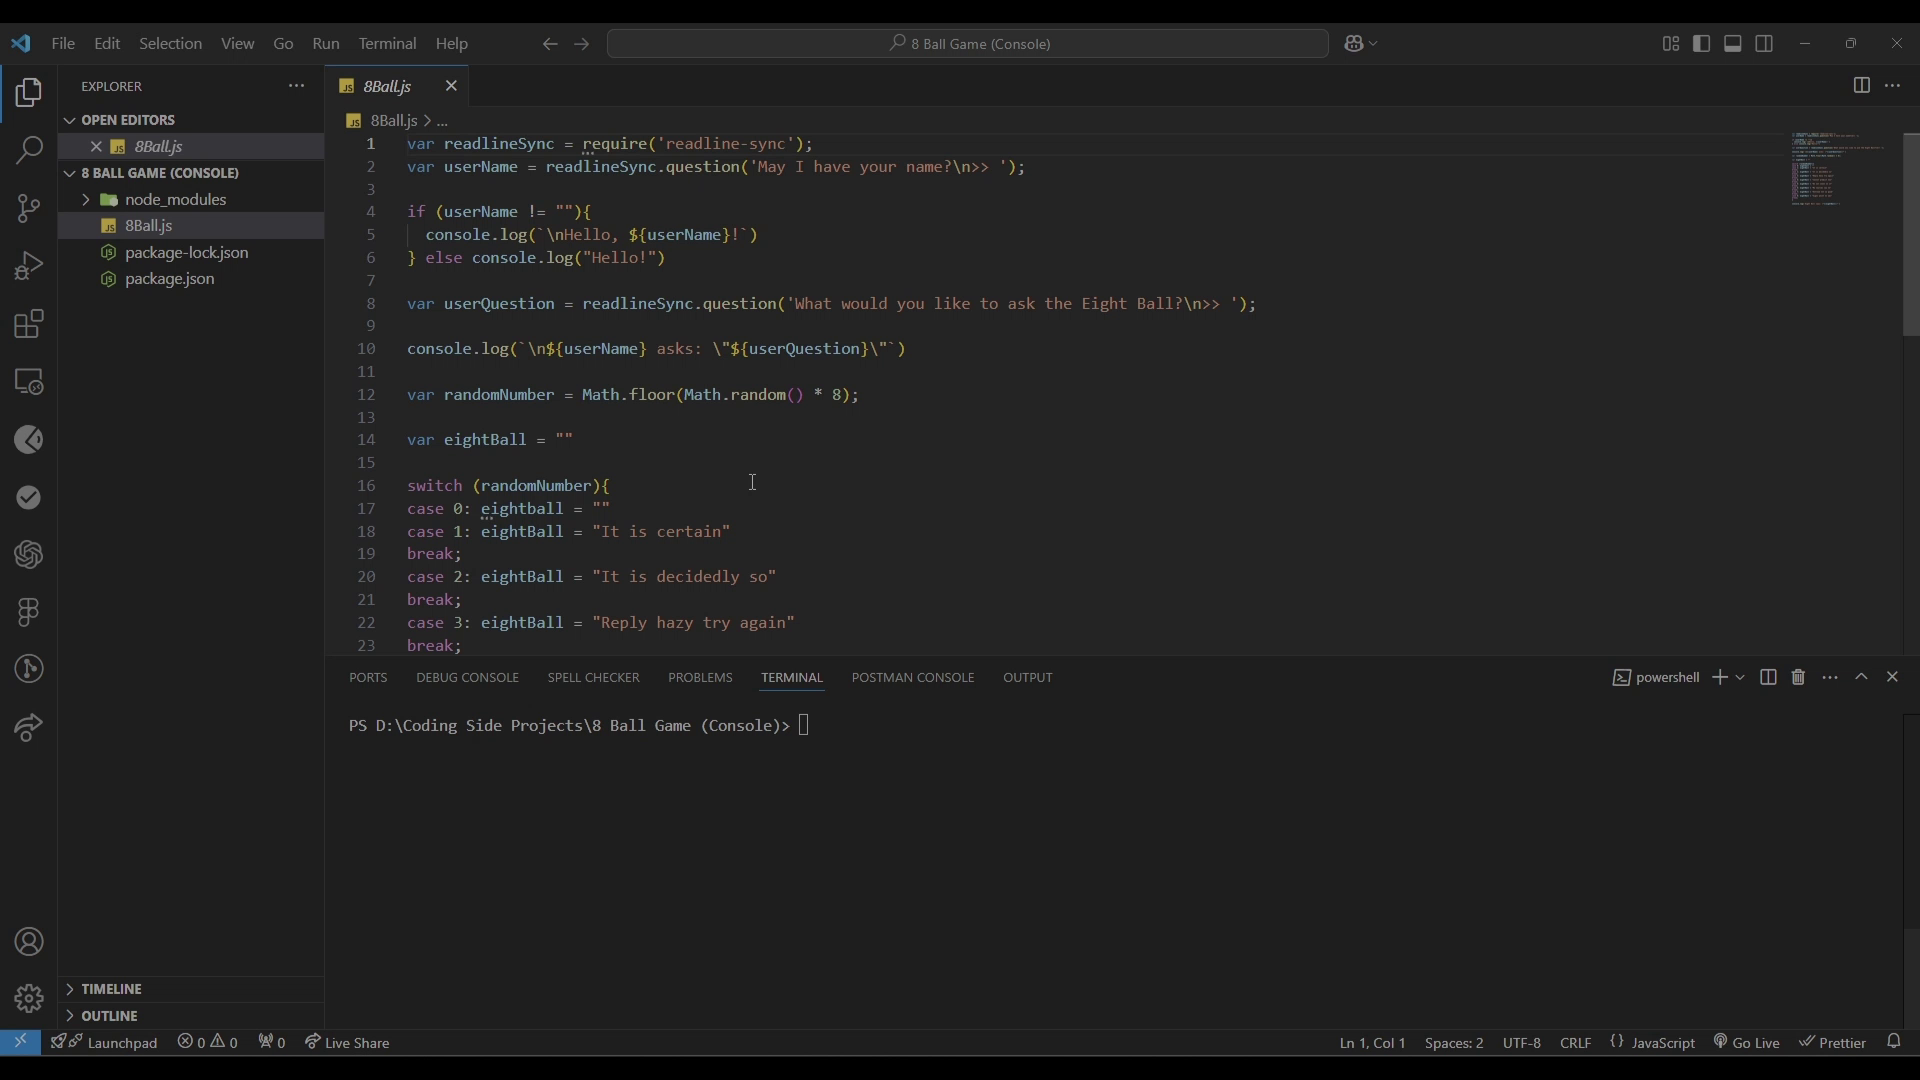 File Edit Selection View Go Run Terminal Help
8 Ball Game (Console)
EXPLORER
OPEN EDITORS
8Ball.js
8 BALL GAME (CONSOLE)
node_modules
8Ball.js
package-lock.json
package.json
TIMELINE
OUTLINE
8Ball.js
8Ball.js > ...
1 var readlineSync = require('readline-sync');
2 var userName = readlineSync.question('May I have your name?\n>> ');
3
4 if (userName != ""){
5 console.log(`\nHello, ${userName}!`)
6 } else console.log("Hello!")
7
8 var userQuestion = readlineSync.question('What would you like to ask the Eight Ball?\n>> ');
9
10 console.log(`\n${userName} asks: \"${userQuestion}\"`)
11
12 var randomNumber = Math.floor(Math.random() * 8);
13
14 var eightBall = ""
15
16 switch (randomNumber){
17 case 0: eightball = ""
18 case 1: eightBall = "It is certain"
19 break;
20 case 2: eightBall = "It is decidedly so"
21 break;
22 case 3: eightBall = "Reply hazy try again"
23 break;
PORTS DEBUG CONSOLE SPELL CHECKER PROBLEMS TERMINAL POSTMAN CONSOLE OUTPUT
powershell
PS D:\Coding Side Projects\8 Ball Game (Console)>
Launchpad 0 0 0 Live Share
Ln 1, Col 1 Spaces: 2 UTF-8 CRLF {} JavaScript Go Live Prettier